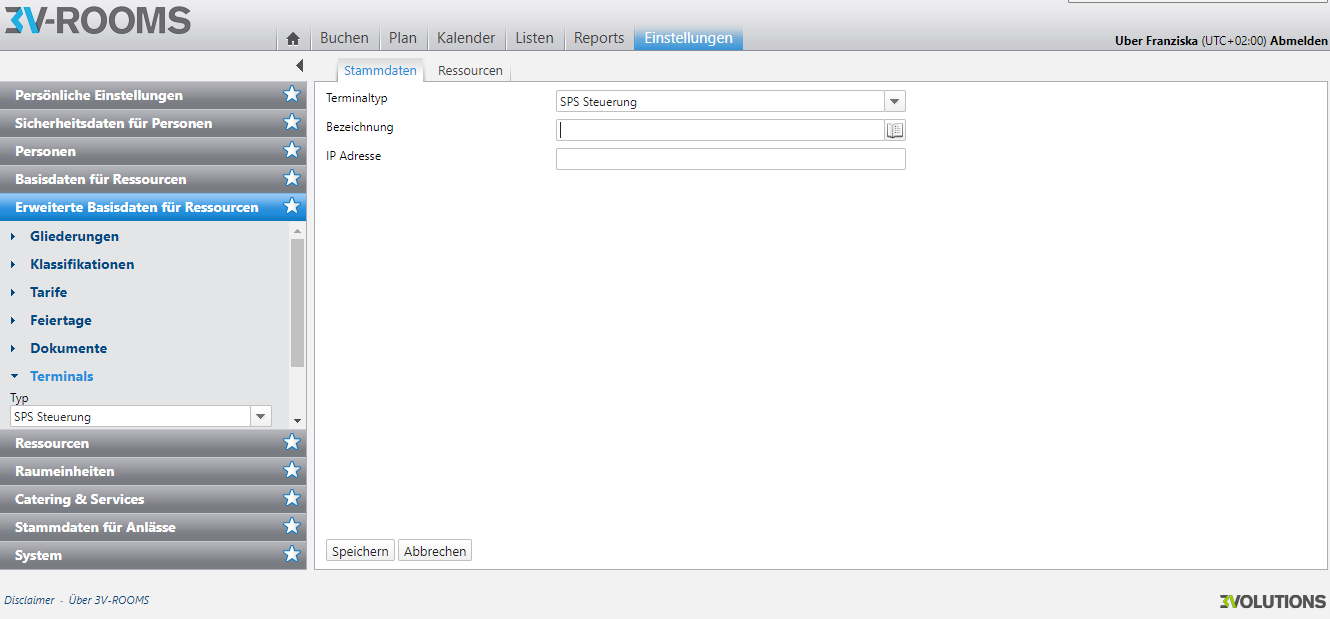 3V-ROOMS
Buchen Plan Kalender Listen Reports Einstellungen
Uber Franziska (UTC+02:00) Abmelden
Stammdaten Ressourcen
Persönliche Einstellungen
Sicherheitsdaten für Personen
Personen
Basisdaten für Ressourcen
Erweiterte Basisdaten für Ressourcen
Gliederungen
Klassifikationen
Tarife
Feiertage
Dokumente
Terminals
Typ
SPS Steuerung
Ressourcen
Raumeinheiten
Catering & Services
Stammdaten für Anlässe
System
Terminaltyp SPS Steuerung
Bezeichnung
IP Adresse
Speichern Abbrechen
Disclaimer - Über 3V-ROOMS
3VOLUTIONS